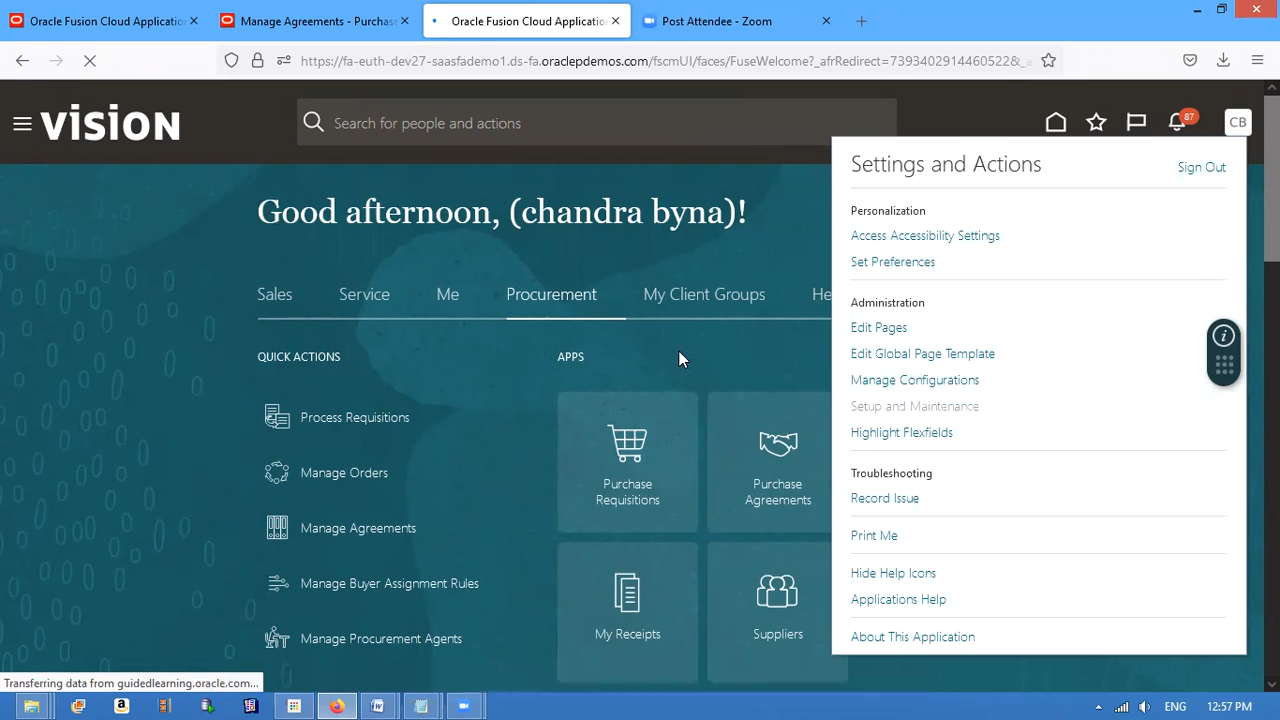 Oracle Fusion Cloud Application
Manage Agreements - Purchase
Oracle Fusion Cloud Application
Post Attendee - Zoom
https://fa-euth-dev27-saasfademo1.ds-fa.oraclepdemos.com/fscmUI/faces/FuseWelcome?_afrRedirect=7393402914460522&_a
VISION
Search for people and actions
87
CB
Settings and Actions
Sign Out
Good afternoon, (chandra byna)!
Personalization
Access Accessibility Settings
Set Preferences
Sales
Service
Me
Procurement
My Client Groups
He
Administration
Edit Pages
Edit Global Page Template
Manage Configurations
Setup and Maintenance
Highlight Flexfields
QUICK ACTIONS
APPS
Process Requisitions
Manage Orders
Manage Agreements
Manage Buyer Assignment Rules
Manage Procurement Agents
Purchase
Requisitions
Purchase
Agreements
My Receipts
Suppliers
Troubleshooting
Record Issue
Print Me
Hide Help Icons
Applications Help
About This Application
Transferring data from guidedlearning.oracle.com...
ENG
12:57 PM